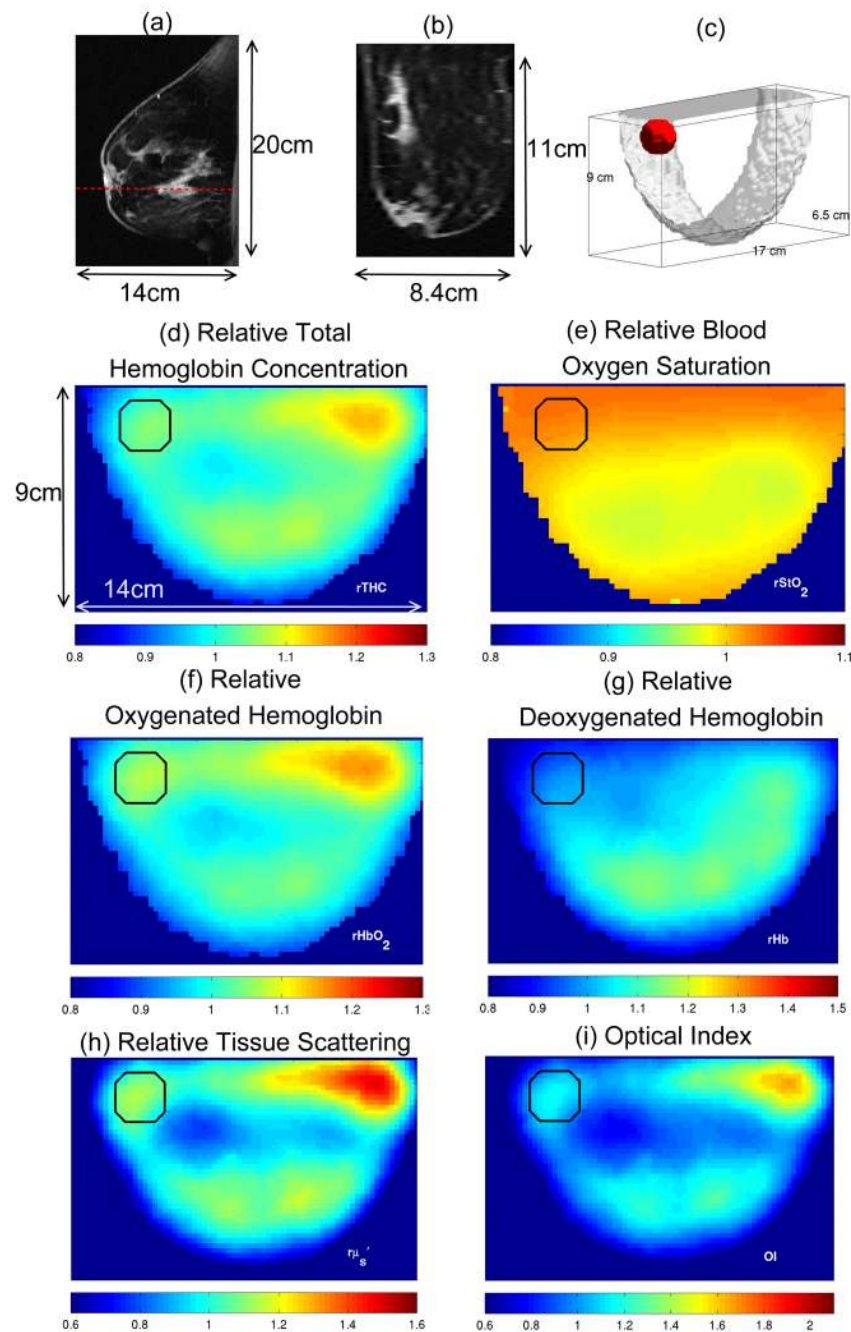 (a)
(b)
(c)
20cm
11cm
9 cm
6.5 cm
17 cm
14cm
8.4cm
(d) Relative Total
Hemoglobin Concentration
(e) Relative Blood
Oxygen Saturation
9cm
14cm
rTHC
rStO2
0.8 0.9 1 1.1 1.2 1.3
0.8 0.9 1 1.1
(f) Relative
Oxygenated Hemoglobin
(g) Relative
Deoxygenated Hemoglobin
rHbO2
rHb
0.8 0.9 1 1.1 1.2 1.3
0.8 0.9 1 1.1 1.2 1.3 1.4 1.5
(h) Relative Tissue Scattering
(i) Optical Index
rμs'
OI
0.6 0.8 1 1.2 1.4 1.6
0.6 0.8 1 1.2 1.4 1.6 1.8 2